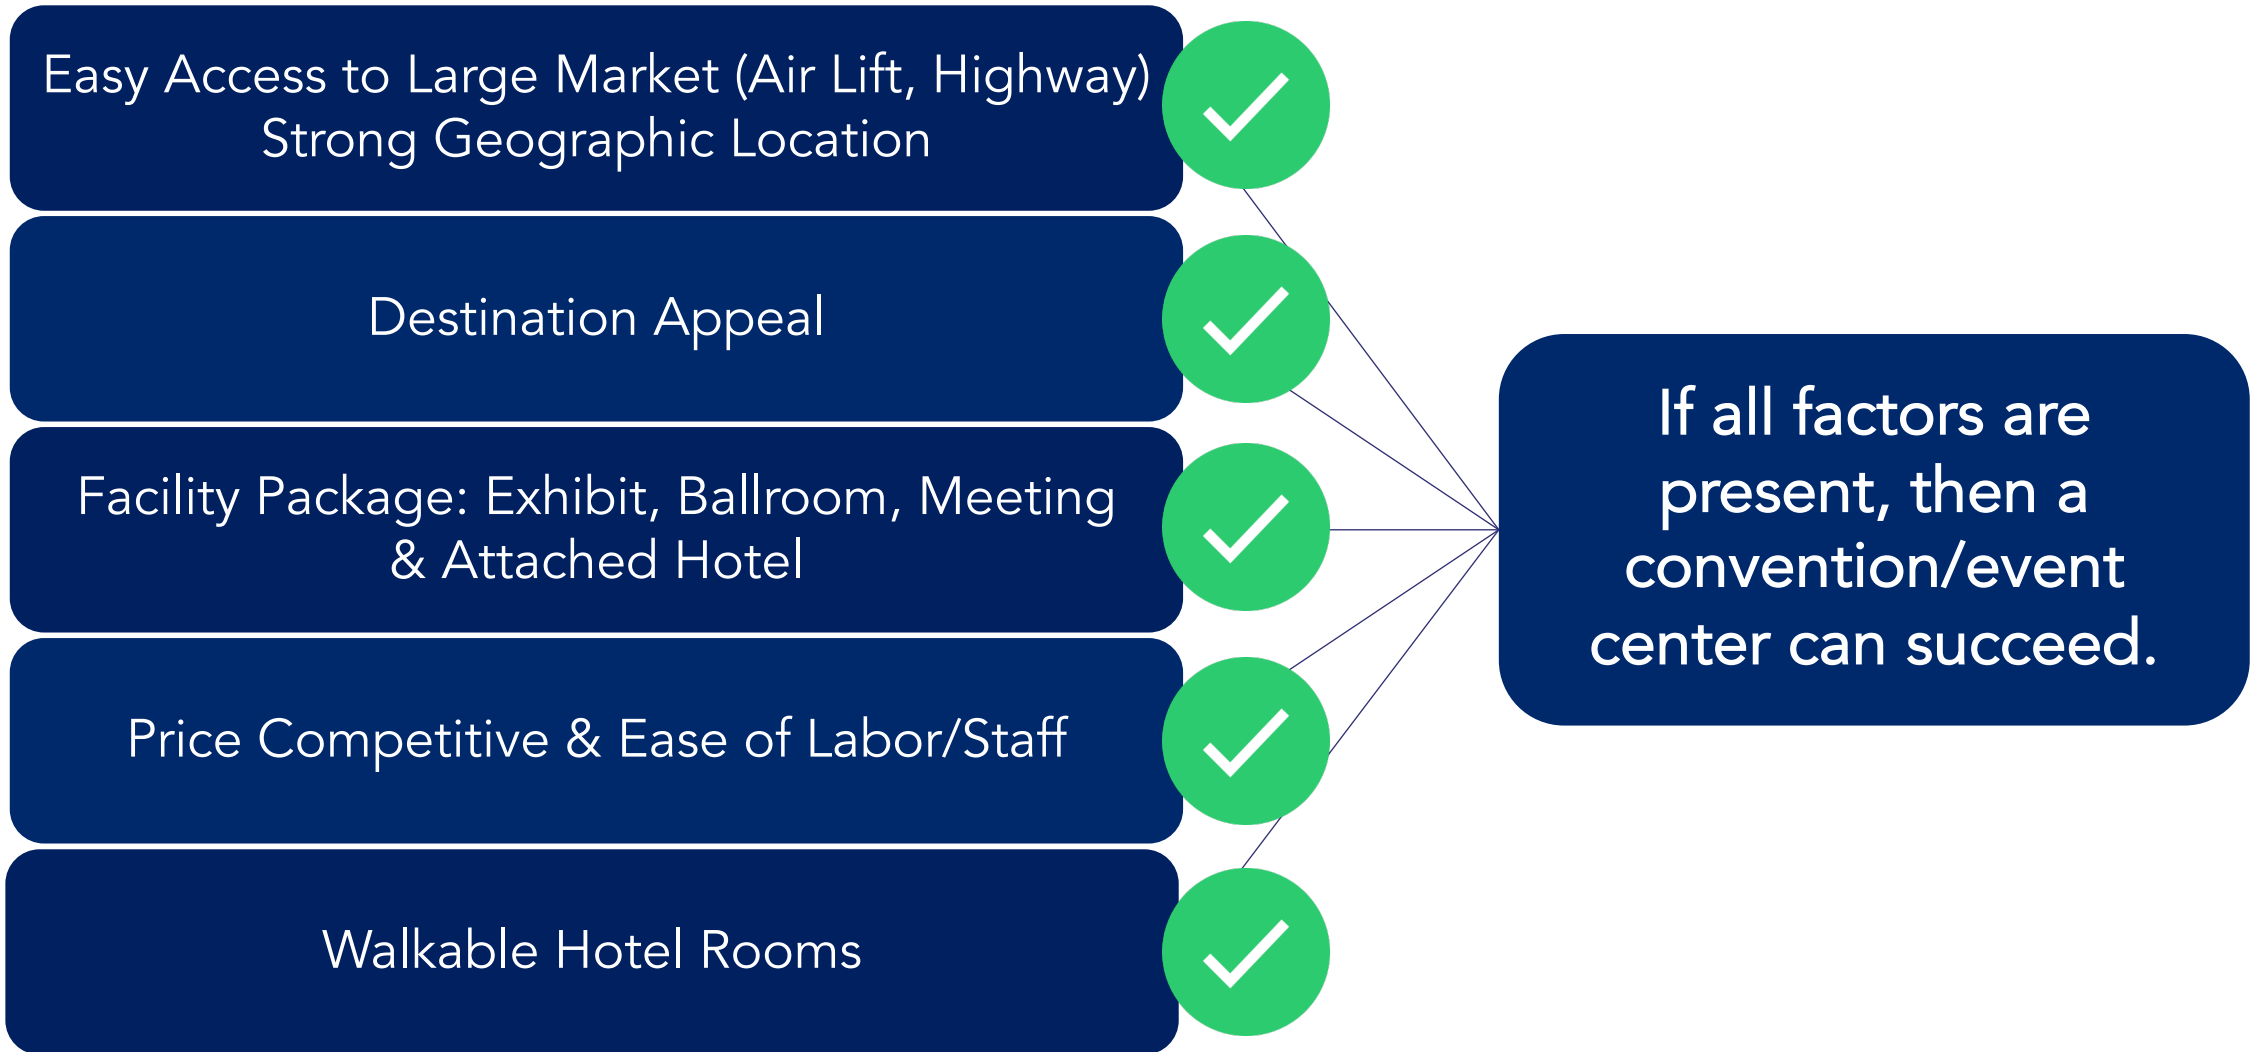 Easy Access to Large Market (Air Lift, Highway)
Strong Geographic Location
Destination Appeal
Facility Package: Exhibit, Ballroom, Meeting
& Attached Hotel
Price Competitive & Ease of Labor/Staff
Walkable Hotel Rooms
If all factors are
present, then a
convention/event
center can succeed.